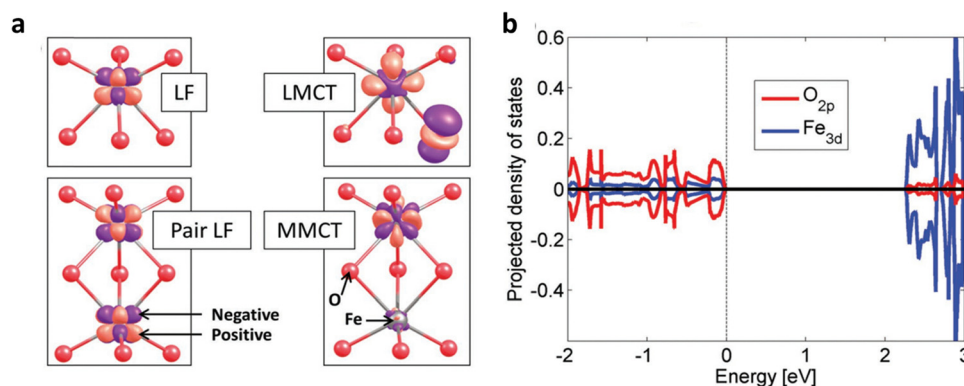 a
LF
LMCT
Pair LF
MMCT
Negative
Positive
O
Fe
b
Projected density of states
0.6
0.4
0.2
0
-0.2
-0.4
O2p
Fe3d
-2
-1
0
1
2
3
Energy [eV]